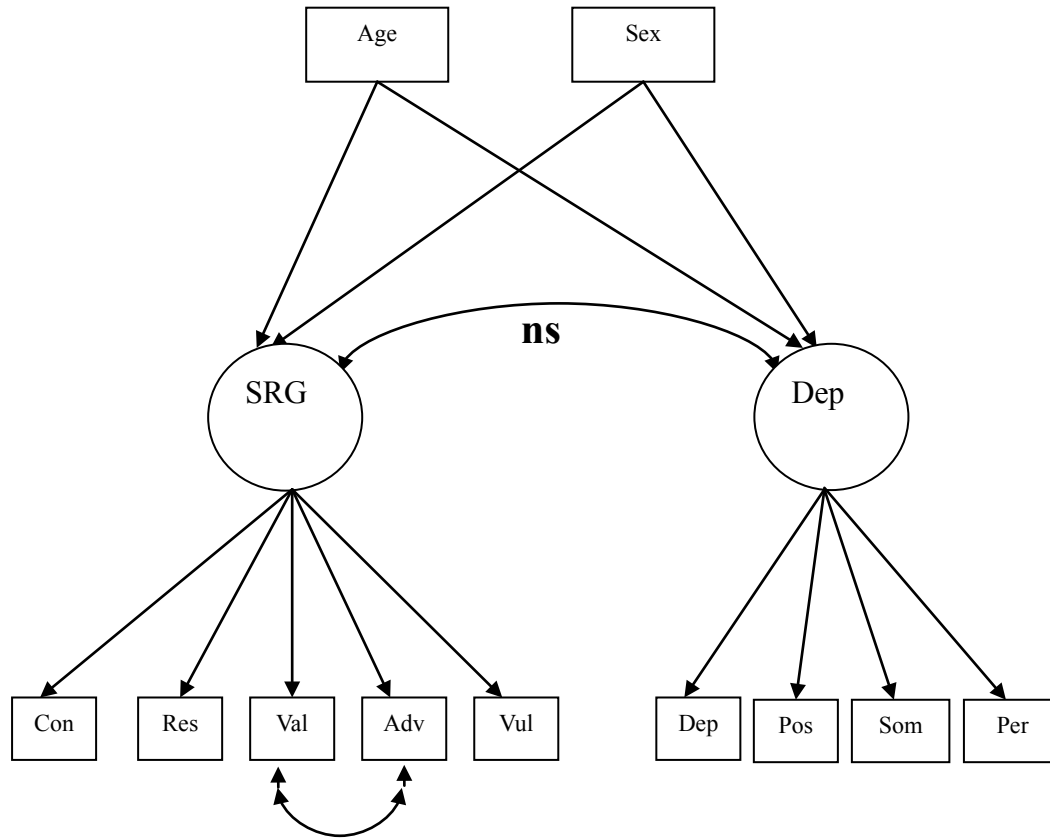 Age
Sex
ns
SRG
Dep
Con
Res
Val
Adv
Vul
Dep
Pos
Som
Per